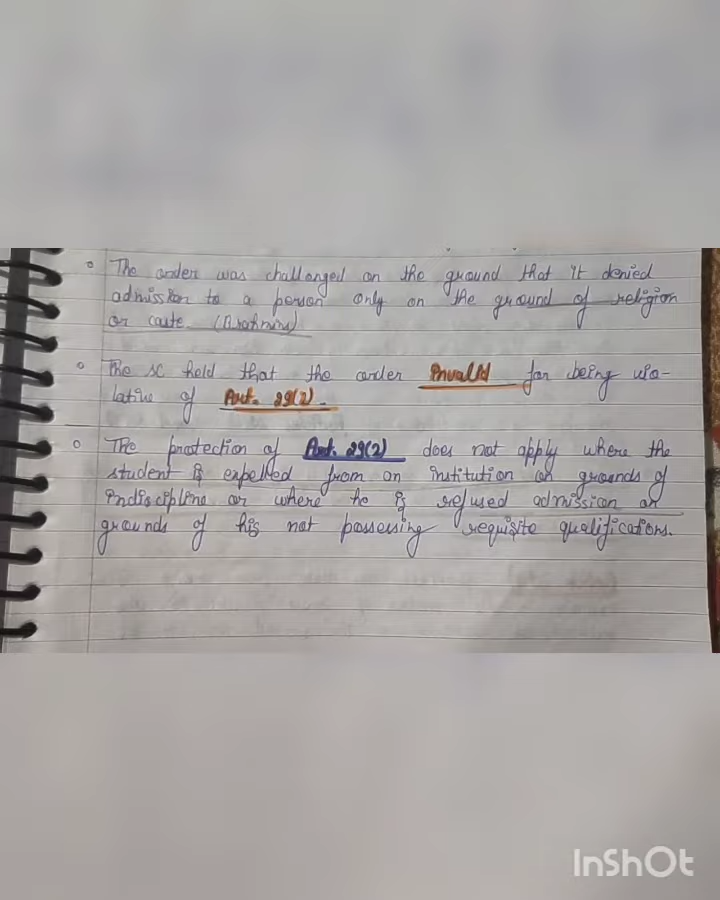 The order was challanged on the ground that it denied
admission to a person only on the ground of religion
or caste. (Brahmins)
The SC held that the order Invalid for being vio-
lative of Art. 29(2).
The protection of Art. 29(2) does not apply where the
student is expelled from an institution on grounds of
indiscipline or where he is refused admission on
grounds of his not possessing requisite qualifications.
InShOt